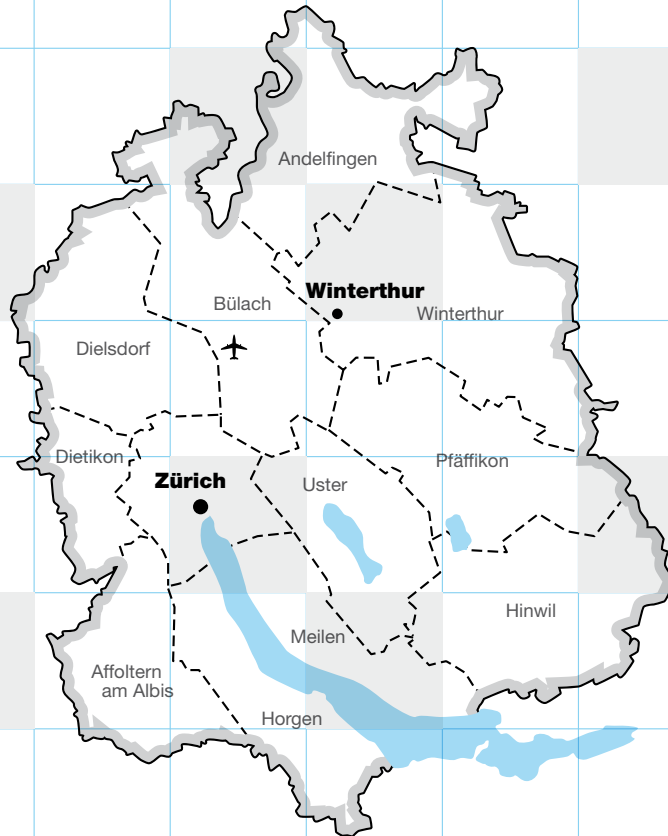 Andelfingen
Winterthur
Bülach
Winterthur
Dielsdorf
Dietikon
Pfäffikon
Zürich
Uster
Hinwil
Meilen
Affoltern
am Albis
Horgen